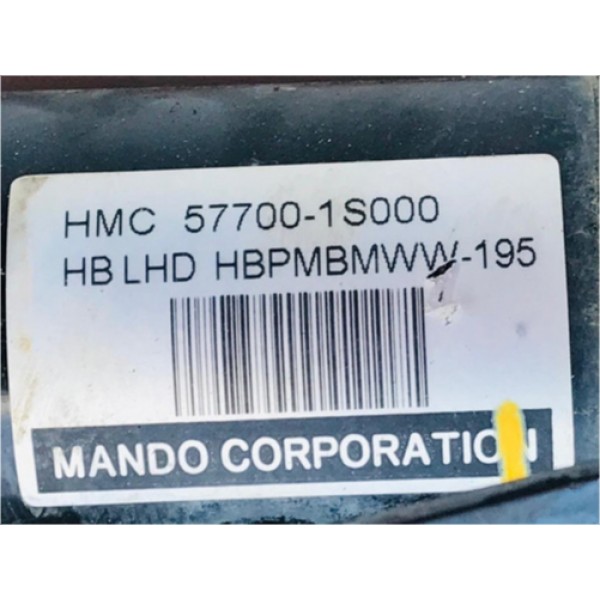 HMC 57700-1S000
HB LHD HBPMBMWW-195
MANDO CORPORATION